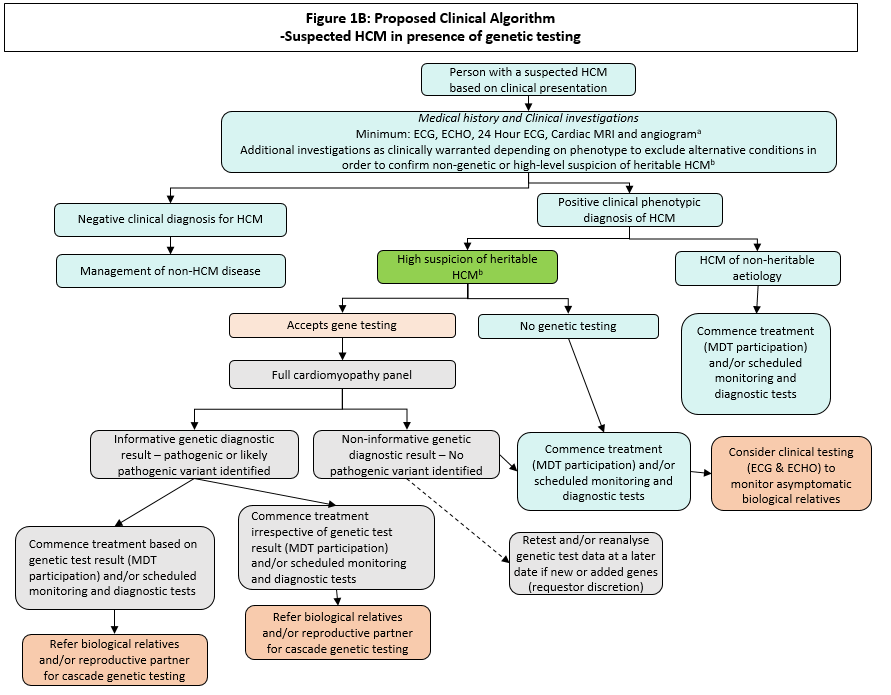 Figure 1B: Proposed Clinical Algorithm
-Suspected HCM in presence of genetic testing
Person with a suspected HCM
based on clinical presentation
Medical history and Clinical investigations
Minimum: ECG, ECHO, 24 Hour ECG, Cardiac MRI and angiogramᵃ
Additional investigations as clinically warranted depending on phenotype to exclude alternative conditions in
order to confirm non-genetic or high-level suspicion of heritable HCMᵇ
Negative clinical diagnosis for HCM
Positive clinical phenotypic
diagnosis of HCM
Management of non-HCM disease
High suspicion of heritable
HCMᵇ
HCM of non-heritable
aetiology
Accepts gene testing
No genetic testing
Commence treatment
(MDT participation)
and/or scheduled
monitoring and
diagnostic tests
Full cardiomyopathy panel
Informative genetic diagnostic
result – pathogenic or likely
pathogenic variant identified
Non-informative genetic
diagnostic result – No
pathogenic variant identified
Commence treatment
(MDT participation) and/or
scheduled monitoring and
diagnostic tests
Consider clinical testing
(ECG & ECHO) to
monitor asymptomatic
biological relatives
Commence treatment based on
genetic test result (MDT
participation) and/or scheduled
monitoring and diagnostic tests
Commence treatment
irrespective of genetic test
result (MDT participation)
and/or scheduled monitoring
and diagnostic tests
Retest and/or reanalyse
genetic test data at a later
date if new or added genes
(requestor discretion)
Refer biological relatives
and/or reproductive partner
for cascade genetic testing
Refer biological relatives
and/or reproductive partner
for cascade genetic testing